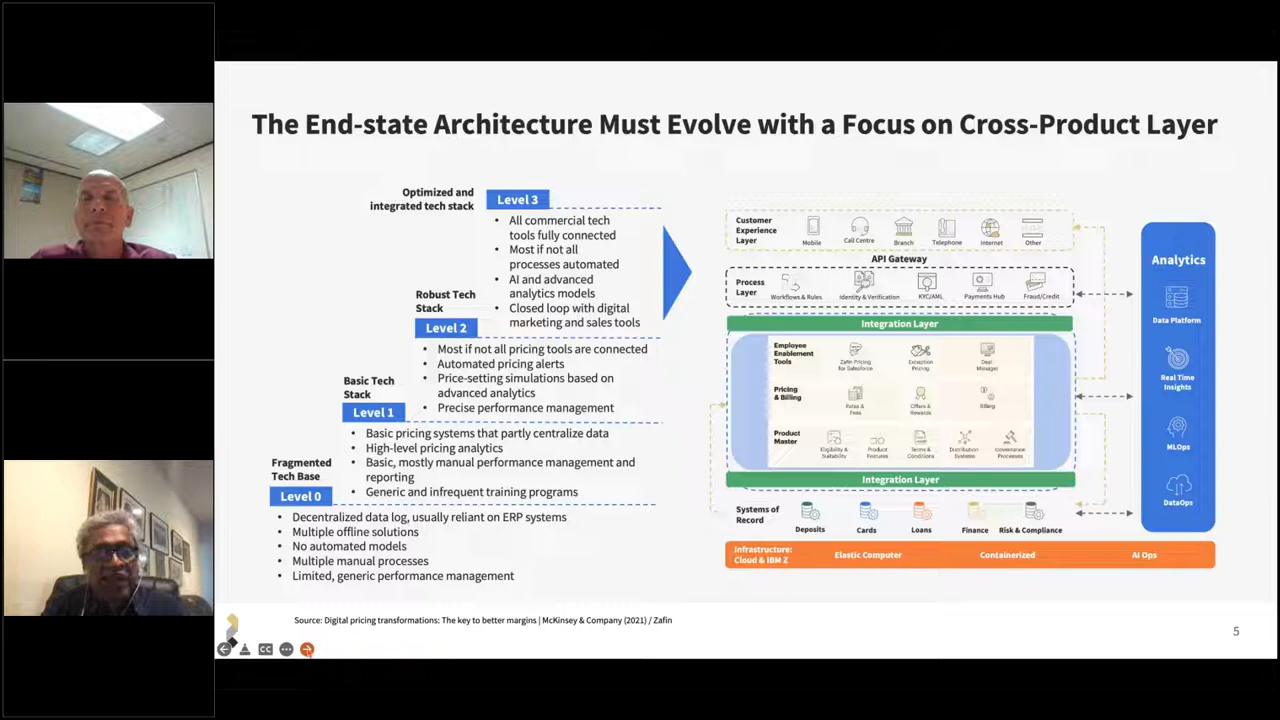 The End-state Architecture Must Evolve with a Focus on Cross-Product Layer
Optimized and
integrated tech stack
Level 3
• All commercial tech
tools fully connected
• Most if not all
processes automated
• AI and advanced
analytics models
• Closed loop with digital
marketing and sales tools
Robust Tech
Stack
Level 2
• Most if not all pricing tools are connected
• Automated pricing alerts
• Price-setting simulations based on
advanced analytics
• Precise performance management
Basic Tech
Stack
Level 1
• Basic pricing systems that partly centralize data
• High-level pricing analytics
• Basic, mostly manual performance management and
reporting
• Generic and infrequent training programs
Fragmented
Tech Base
Level 0
• Decentralized data log, usually reliant on ERP systems
• Multiple offline solutions
• No automated models
• Multiple manual processes
• Limited, generic performance management
Customer
Experience
Layer
Mobile
Call Centre
Branch
Telephone
Internet
Other
API Gateway
Process
Layer
Workflows & Rules
Identity & Verification
KYC/AML
Payments Hub
Fraud/Credit
Integration Layer
Employee
Enablement
Tools
Zafin Pricing
for Salesforce
Exception
Pricing
Deal
Manager
Pricing
& Billing
Rates &
Fees
Offers &
Rewards
Billing
Product
Master
Eligibility &
Suitability
Product
Features
Terms &
Conditions
Distribution
Systems
Governance
Processes
Integration Layer
Systems of
Record
Deposits
Cards
Loans
Finance
Risk & Compliance
Infrastructure:
Cloud & IBM Z
Elastic Computer
Containerized
AI Ops
Analytics
Data Platform
Real Time
Insights
MLOps
DataOps
Source: Digital pricing transformations: The key to better margins | McKinsey & Company (2021) / Zafin
5
CC